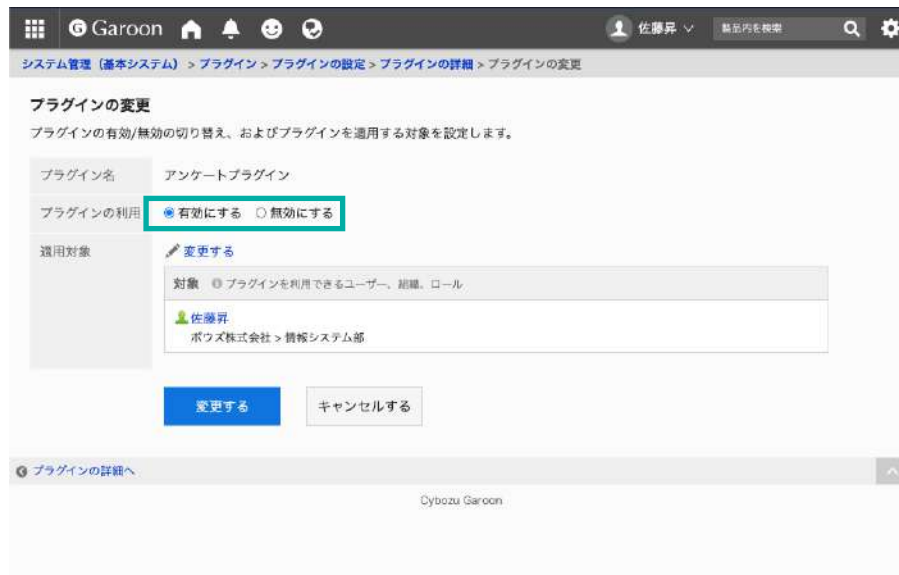 Garoon 佐藤昇 製品内を検索
システム管理（基本システム） > プラグイン > プラグインの設定 > プラグインの詳細 > プラグインの変更
プラグインの変更
プラグインの有効/無効の切り替え、およびプラグインを適用する対象を設定します。
プラグイン名 アンケートプラグイン
プラグインの利用 有効にする 無効にする
適用対象 変更する
対象 プラグインを利用できるユーザー、組織、ロール
佐藤昇
ボウズ株式会社 > 情報システム部
変更する キャンセルする
プラグインの詳細へ
Cybozu Garoon